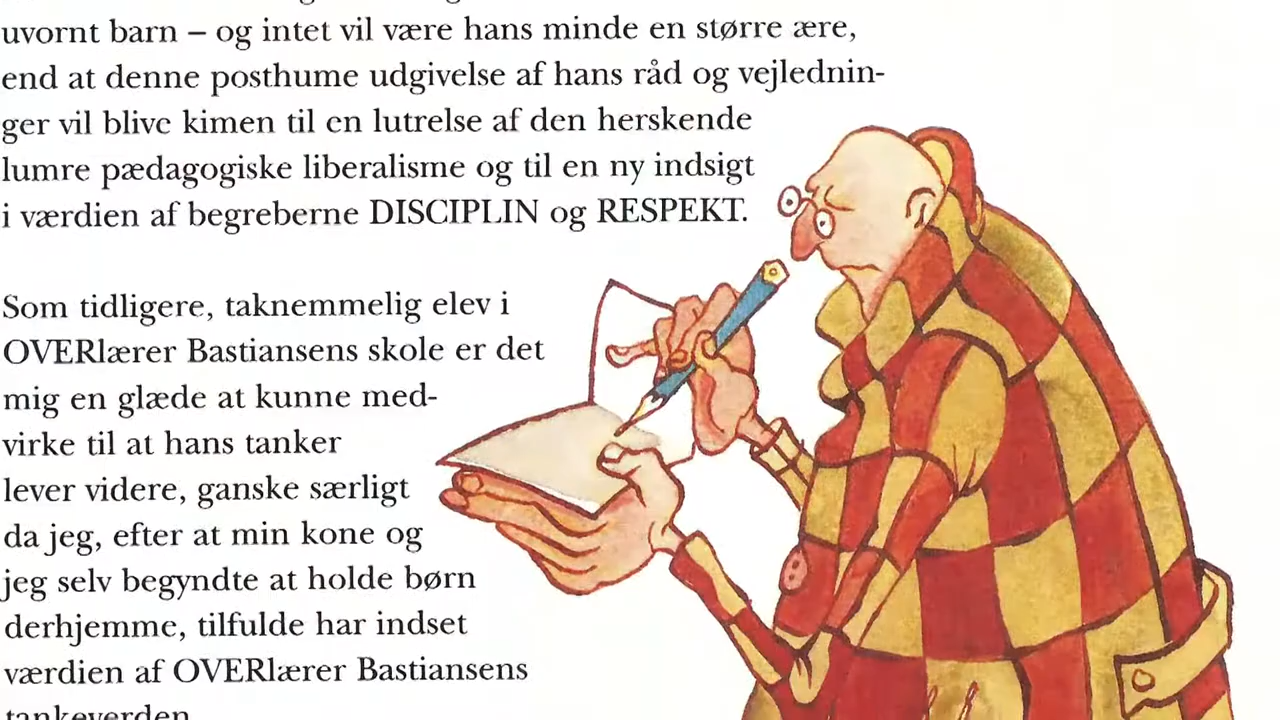 uvornt barn – og intet vil være hans minde en større ære,
end at denne posthume udgivelse af hans råd og vejlednin-
ger vil blive kimen til en lutrelse af den herskende
lumre pædagogiske liberalisme og til en ny indsigt
i værdien af begreberne DISCIPLIN og RESPEKT.
Som tidligere, taknemmelig elev i
OVERlærer Bastiansens skole er det
mig en glæde at kunne med-
virke til at hans tanker
lever videre, ganske særligt
da jeg, efter at min kone og
jeg selv begyndte at holde børn
derhjemme, tilfulde har indset
værdien af OVERlærer Bastiansens
tankeverden